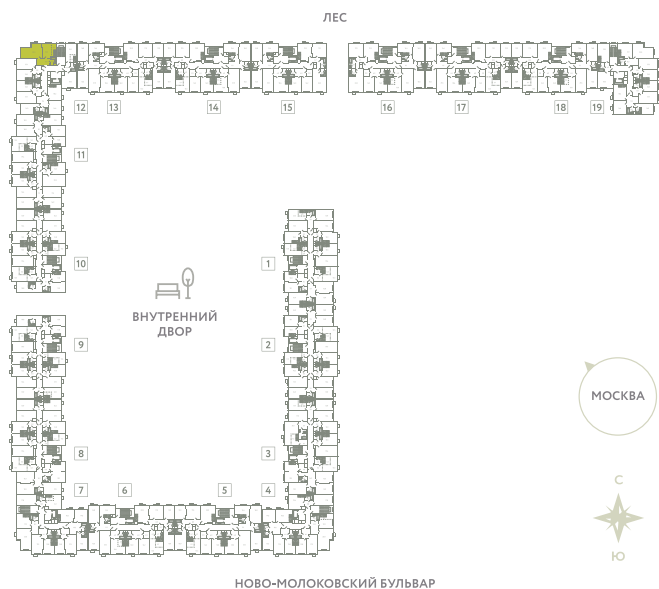 ЛЕС
12 13 14 15 16 17 18 19
11
10 1
ВНУТРЕННИЙ
ДВОР
9 2
МОСКВА
8 3
7 6 5 4
С
Ю
НОВО-МОЛОКОВСКИЙ БУЛЬВАР